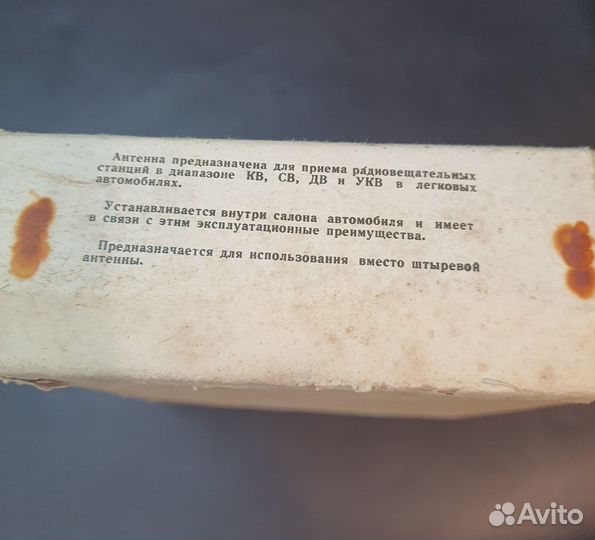 Антенна предназначена для приема радиовещательных
станций в диапазоне КВ, СВ, ДВ и УКВ в легковых
автомобилях.
Устанавливается внутри салона автомобиля и имеет
в связи с этим эксплуатационные преимущества.
Предназначается для использования вместо штыревой
антенны.
Avito